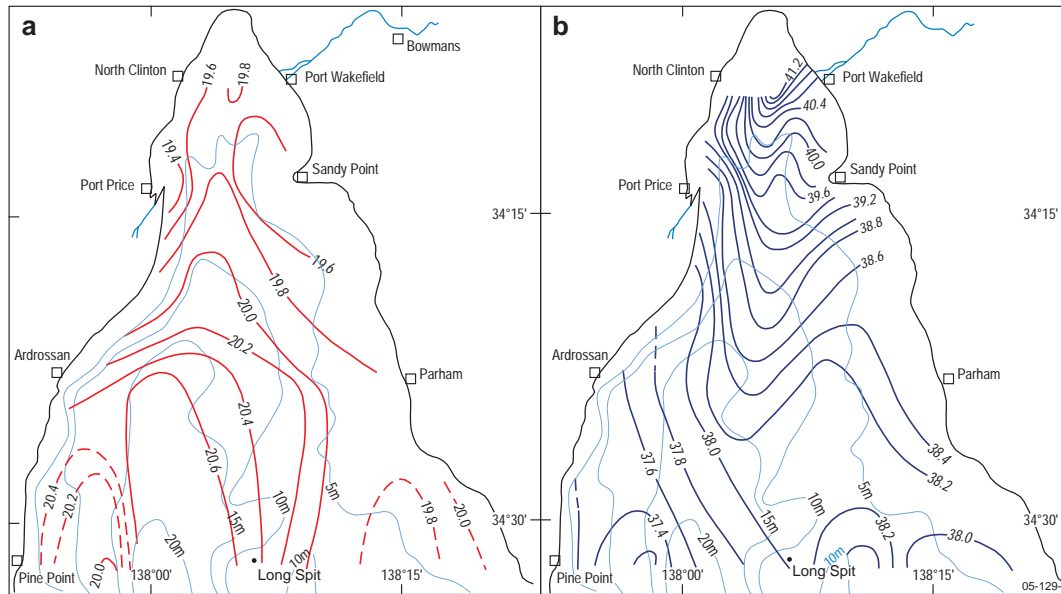 a
Bowmans
North Clinton
19.6
19.8
Port Wakefield
19.4
Sandy Point
Port Price
34°15'
19.6
19.8
20.0
20.2
Ardrossan
Parham
20.4
20.6
20.4
20.2
10m
5m
19.8
20.0
15m
20m
34°30'
20.0
10m
Pine Point
138°00'
Long Spit
138°15'
b
North Clinton
41.2
Port Wakefield
40.4
40.0
Sandy Point
Port Price
39.6
39.2
34°15'
38.8
38.6
Ardrossan
Parham
37.6
37.8
38.0
38.4
38.2
5m
10m
15m
37.4
20m
38.2
38.0
34°30'
10m
Pine Point
138°00'
Long Spit
138°15'
05-129-